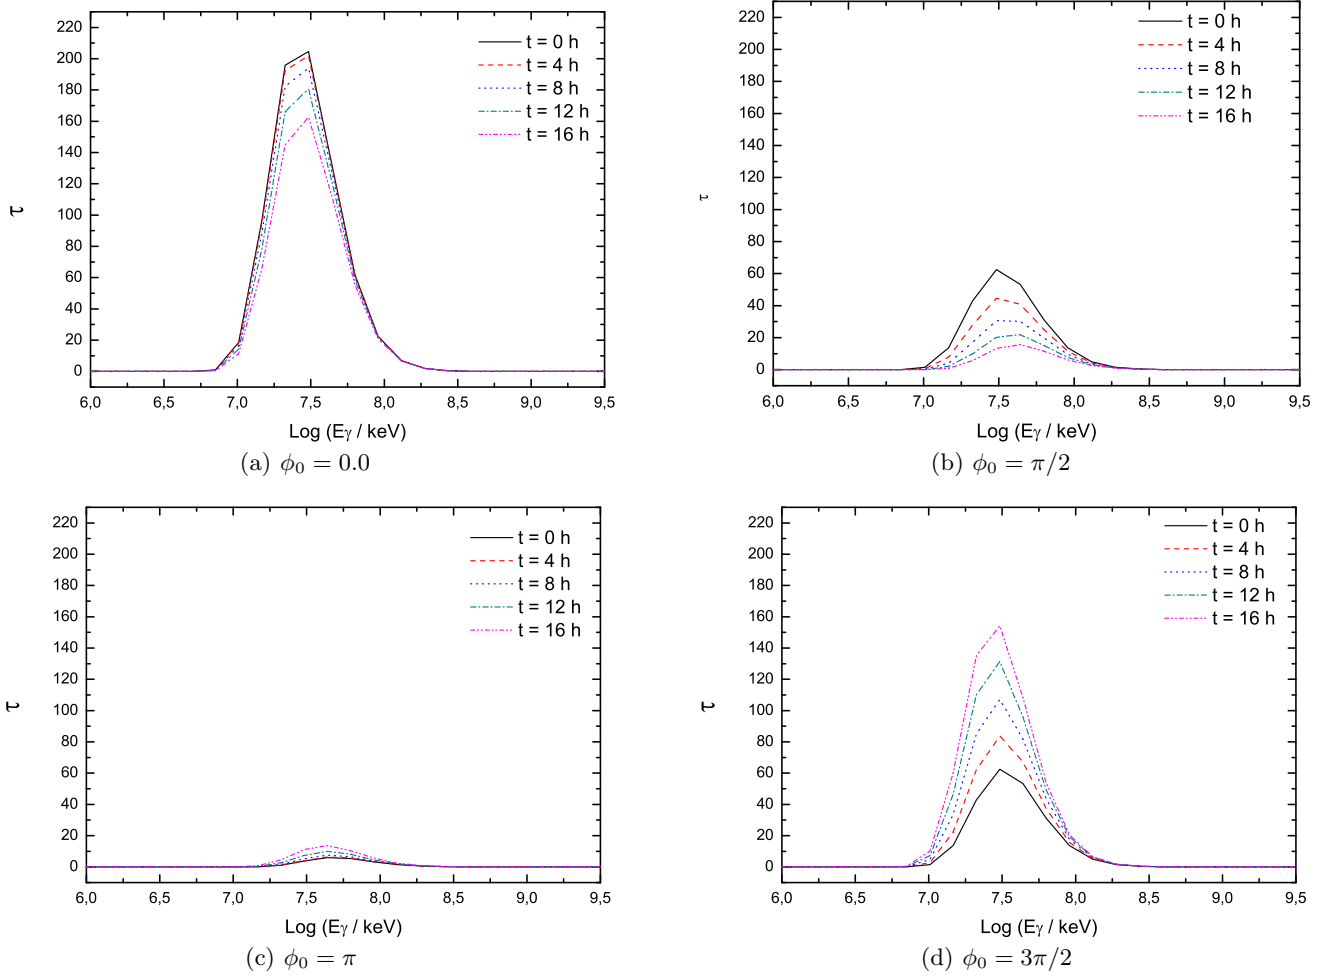 220
200
180
160
140
120
100
80
60
40
20
0
τ
t = 0 h
t = 4 h
t = 8 h
t = 12 h
t = 16 h
6,0 7,0 7,5 8,0 8,5 9,0 9,5
Log (Eγ / keV)
(a) ϕ₀ = 0.0
220
200
180
160
140
120
100
80
60
40
20
0
τ
t = 0 h
t = 4 h
t = 8 h
t = 12 h
t = 16 h
6,0 6,5 7,0 7,5 8,0 8,5 9,0 9,5
Log (Eγ / keV)
(b) ϕ₀ = π/2
220
200
180
160
140
120
100
80
60
40
20
0
τ
t = 0 h
t = 4 h
t = 8 h
t = 12 h
t = 16 h
6,0 6,5 7,0 7,5 8,0 8,5 9,0 9,5
Log (Eγ / keV)
(c) ϕ₀ = π
220
200
180
160
140
120
100
80
60
40
20
0
τ
t = 0 h
t = 4 h
t = 8 h
t = 12 h
t = 16 h
6,0 6,5 7,0 7,5 8,0 8,5 9,0 9,5
Log (Eγ / keV)
(d) ϕ₀ = 3π/2